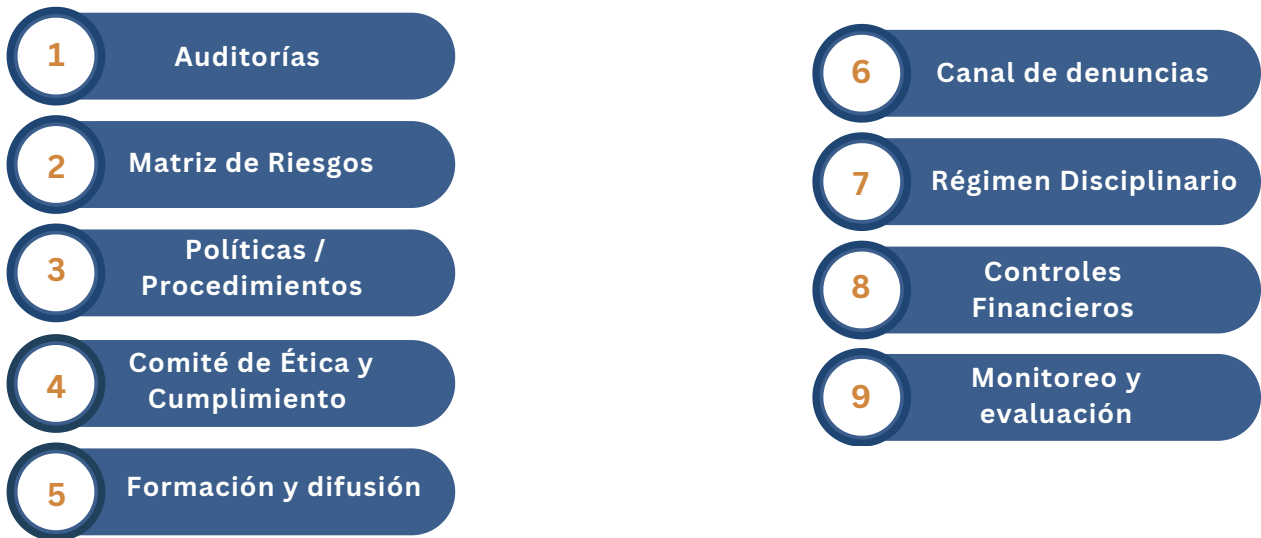 1
Auditorías
2
Matriz de Riesgos
3
Políticas /
Procedimientos
4
Comité de Ética y
Cumplimiento
5
Formación y difusión
6
Canal de denuncias
7
Régimen Disciplinario
8
Controles
Financieros
9
Monitoreo y
evaluación